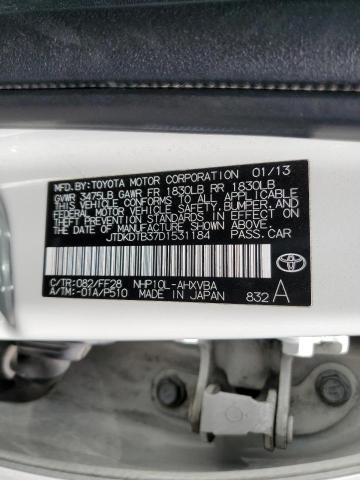 MFD.BY:TOYOTA MOTOR CORPORATION 01/13
GVWR 3475LB GAWR FR 1830LB RR 1830LB
THIS VEHICLE CONFORMS TO ALL APPLICABLE
FEDERAL MOTOR VEHICLE SAFETY,BUMPER, AND
THEFT PREVENTION STANDARDS IN EFFECT ON
THE DATE OF MANUFACTURE SHOWN ABOVE.
JTDKDTB37D1531184 PASS.CAR
C/TR:082/FF28 NHP10L-AHXVBA
A/TM:-01A/P510 MADE IN JAPAN 832 A